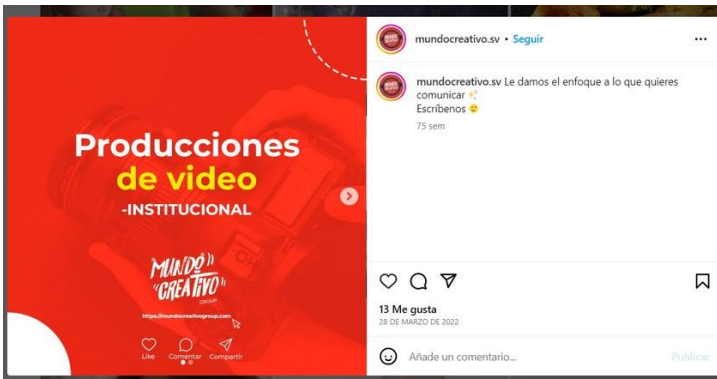 Producciones
de video
-INSTITUCIONAL
MUNDO
"CREATIVO"
GROUP
https://mundocreativogroup.com
Like Comentar Compartir
mundocreativo.sv • Seguir
mundocreativo.sv Le damos el enfoque a lo que quieres
comunicar ✨
Escríbenos 😉
75 sem
13 Me gusta
28 DE MARZO DE 2022
Añade un comentario... Publicar